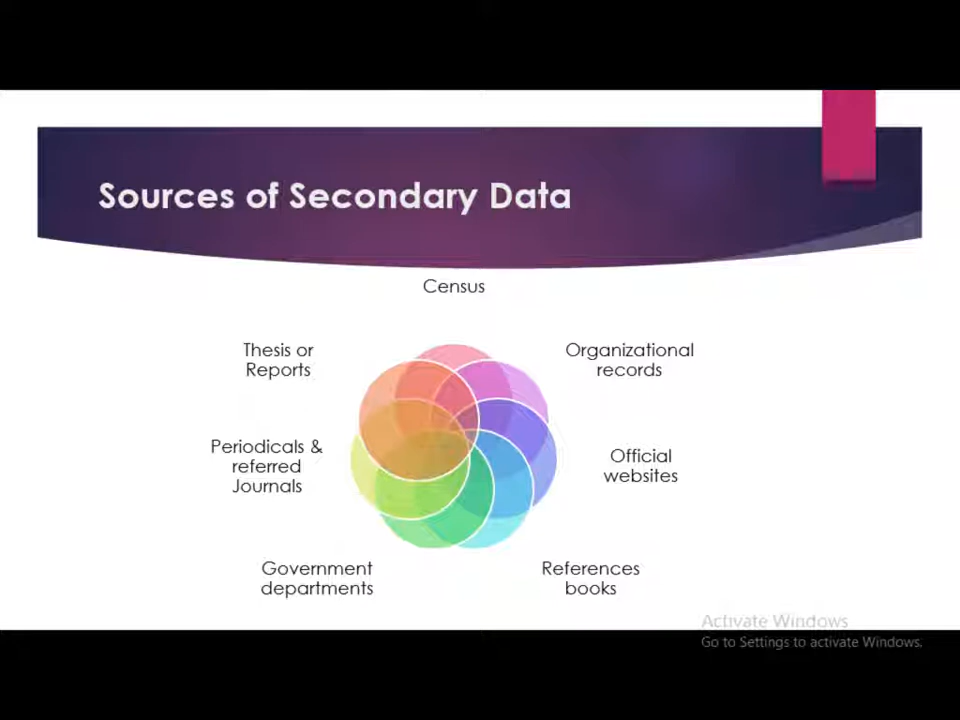 Sources of Secondary Data
Census
Thesis or
Reports
Organizational
records
Periodicals &
referred
Journals
Official
websites
Government
departments
References
books
Activate Windows
Go to Settings to activate Windows.